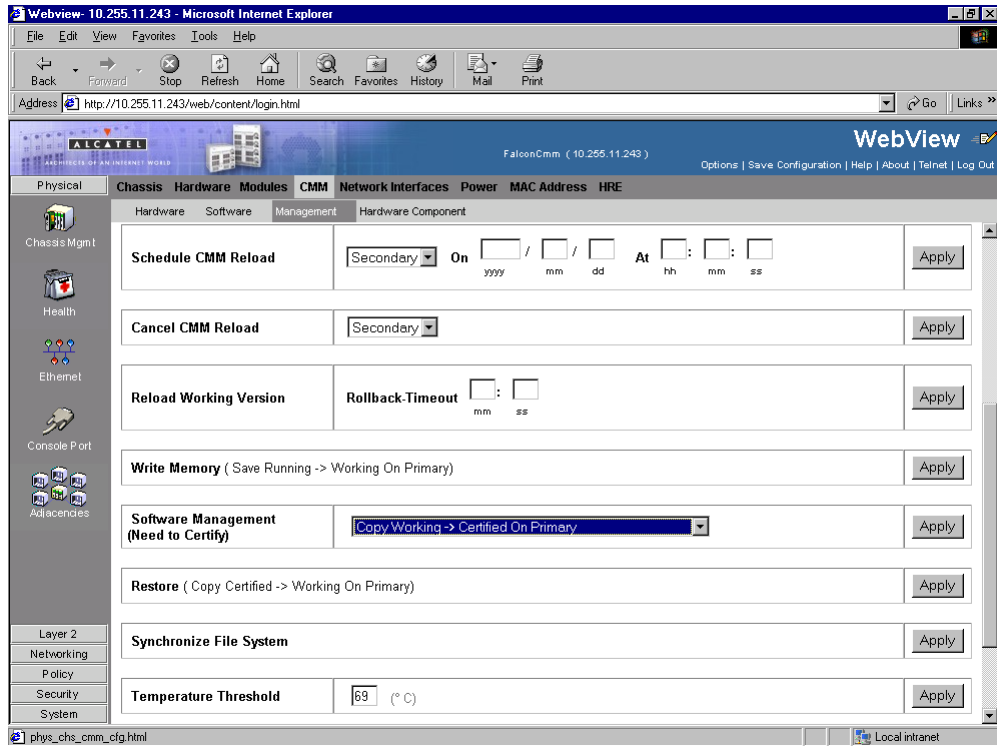 Webview- 10.255.11.243 - Microsoft Internet Explorer
File Edit View Favorites Tools Help
Back Forward Stop Refresh Home Search Favorites History Mail Print
Address http://10.255.11.243/web/content/login.html Go Links »
ALCATEL
ARCHITECTS OF AN INTERNET WORLD
FalconCmm ( 10.255.11.243 )
WebView
Options | Save Configuration | Help | About | Telnet | Log Out
Physical
Chassis Hardware Modules CMM Network Interfaces Power MAC Address HRE
Hardware Software Management Hardware Component
Chassis Mgmt
Health
Ethernet
Console Port
Adjacencies
Schedule CMM Reload Secondary On / / At : : Apply
yyyy mm dd hh mm ss
Cancel CMM Reload Secondary Apply
Reload Working Version Rollback-Timeout : Apply
mm ss
Write Memory ( Save Running -> Working On Primary) Apply
Software Management
(Need to Certify) Copy Working -> Certified On Primary Apply
Restore ( Copy Certified -> Working On Primary) Apply
Synchronize File System Apply
Temperature Threshold 69 (° C) Apply
Layer 2
Networking
Policy
Security
System
phys_chs_cmm_cfg.html Local intranet